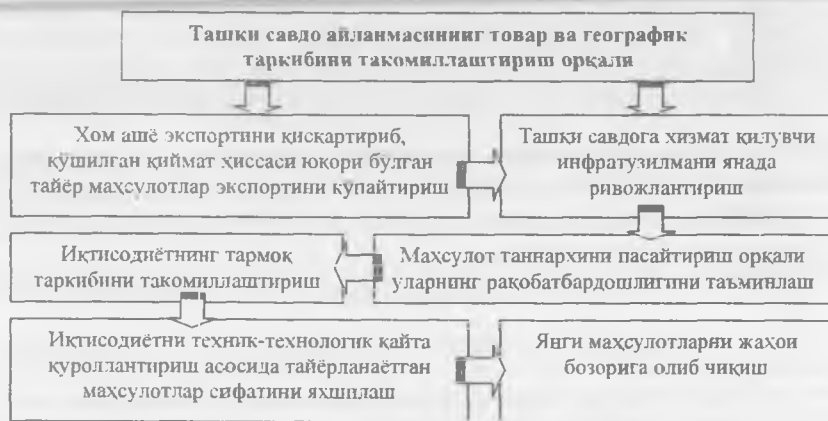 Ташқи савдо айланмасининг товар ва географик
таркибини такомиллаштириш орқали
Хом ашё экспортини қисқартириб,
қўшилган қиймат ҳиссаси юқори бўлган
тайёр маҳсулотлар экспортини кўпайтириш
Ташқи савдога хизмат қилувчи
инфратузилмани янада
ривожлантириш
Иқтисодиётнинг тармоқ
таркибини такомиллаштириш
Маҳсулот таннархини пасайтириш орқали
уларнинг рақобатбардошлигини таъминлаш
Иқтисодиётни техник-технологик қайта
қуроллантириш асосида тайёрланаётган
маҳсулотлар сифатини яхшилаш
Янги маҳсулотларни жаҳон
бозорига олиб чиқиш